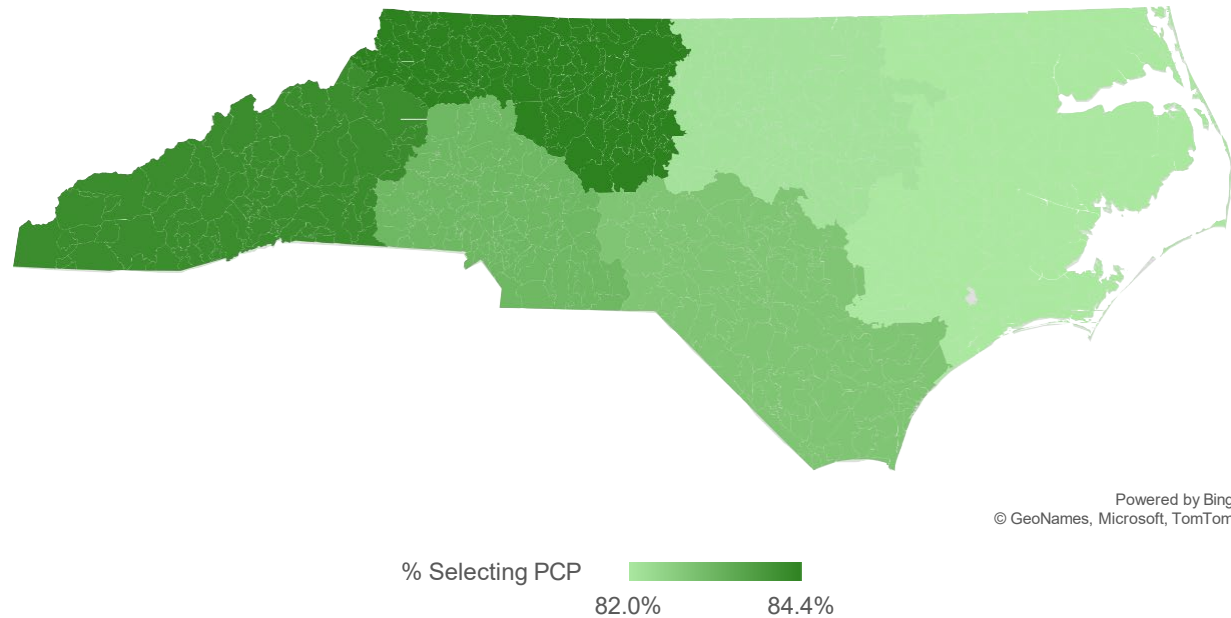 Powered by Bing
© GeoNames, Microsoft, TomTom
% Selecting PCP
82.0%
84.4%